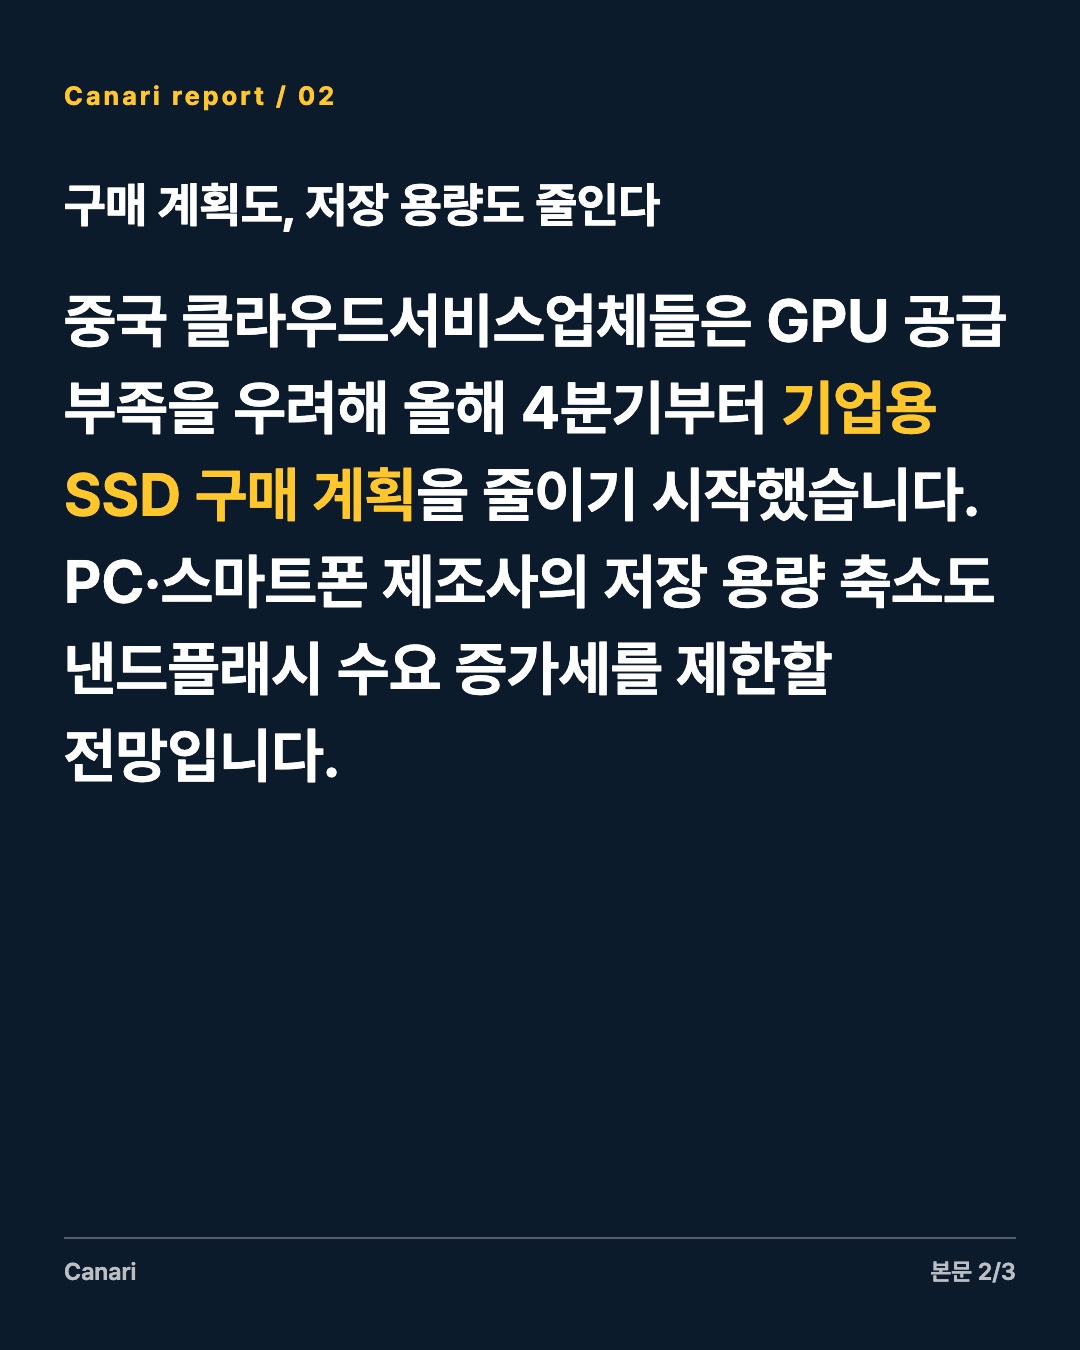 Canari report / 02
구매 계획도, 저장 용량도 줄인다
중국 클라우드서비스업체들은 GPU 공급
부족을 우려해 올해 4분기부터 기업용
SSD 구매 계획을 줄이기 시작했습니다.
PC·스마트폰 제조사의 저장 용량 축소도
낸드플래시 수요 증가세를 제한할
전망입니다.
Canari
본문 2/3